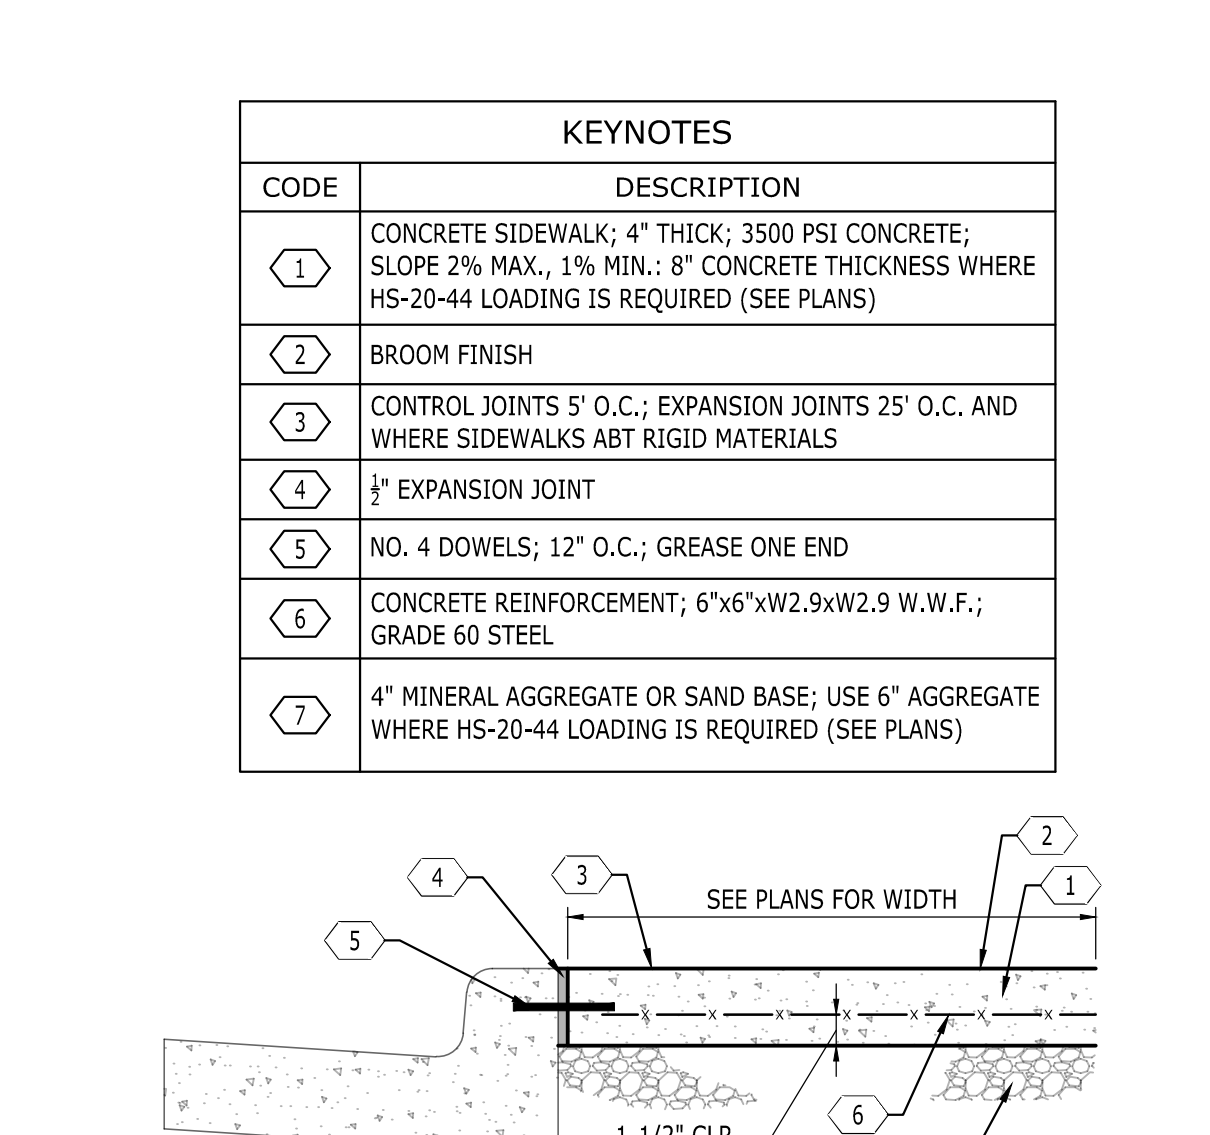 KEYNOTES
CODE DESCRIPTION
1 CONCRETE SIDEWALK; 4" THICK; 3500 PSI CONCRETE;
SLOPE 2% MAX., 1% MIN.: 8" CONCRETE THICKNESS WHERE
HS-20-44 LOADING IS REQUIRED (SEE PLANS)
2 BROOM FINISH
3 CONTROL JOINTS 5' O.C.; EXPANSION JOINTS 25' O.C. AND
WHERE SIDEWALKS ABT RIGID MATERIALS
4 ½" EXPANSION JOINT
5 NO. 4 DOWELS; 12" O.C.; GREASE ONE END
6 CONCRETE REINFORCEMENT; 6"x6"xW2.9xW2.9 W.W.F.;
GRADE 60 STEEL
7 4" MINERAL AGGREGATE OR SAND BASE; USE 6" AGGREGATE
WHERE HS-20-44 LOADING IS REQUIRED (SEE PLANS)
2
4 3 1
SEE PLANS FOR WIDTH
5
x x x x x x x
6
1 1/2" CLR